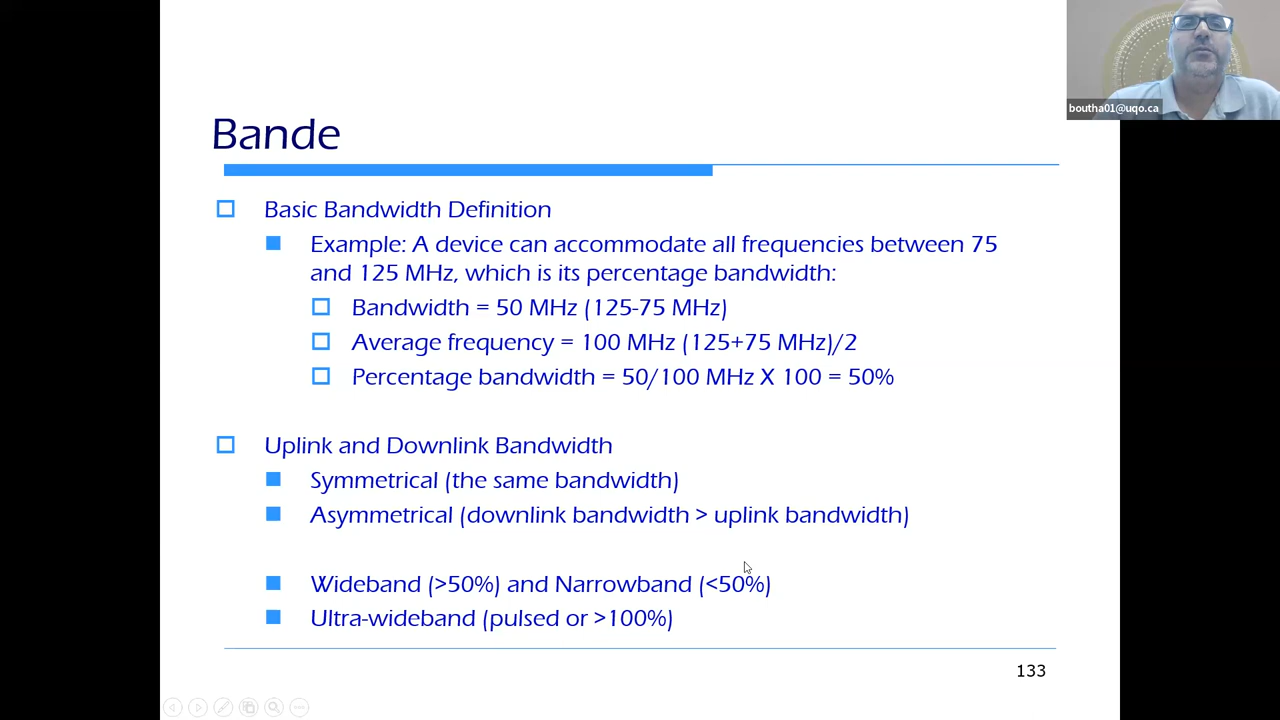 boutha01@uqo.ca
Bande
Basic Bandwidth Definition
Example: A device can accommodate all frequencies between 75
and 125 MHz, which is its percentage bandwidth:
Bandwidth = 50 MHz (125-75 MHz)
Average frequency = 100 MHz (125+75 MHz)/2
Percentage bandwidth = 50/100 MHz X 100 = 50%
Uplink and Downlink Bandwidth
Symmetrical (the same bandwidth)
Asymmetrical (downlink bandwidth > uplink bandwidth)
Wideband (>50%) and Narrowband (<50%)
Ultra-wideband (pulsed or >100%)
133